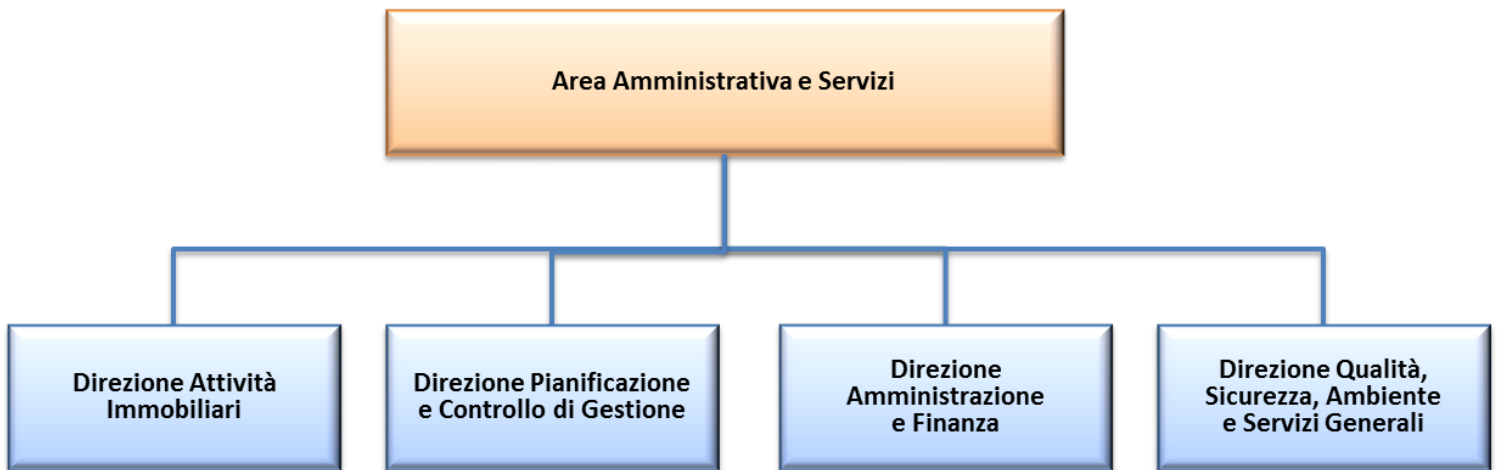 Area Amministrativa e Servizi
Direzione Attività
Immobiliari
Direzione Pianificazione
e Controllo di Gestione
Direzione
Amministrazione
e Finanza
Direzione Qualità,
Sicurezza, Ambiente
e Servizi Generali